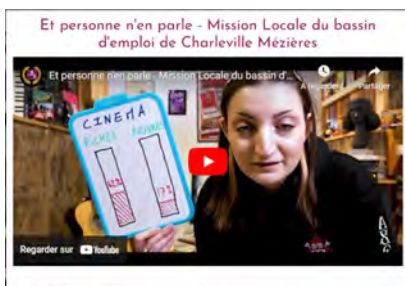 Et personne n'en parle - Mission Locale du bassin
d'emploi de Charleville Mézières
Et personne n'en parle - Mission Locale du bassin d'...
À regarder
Partager
CINEMA
RICHES
PAUVRES
Regarder sur YouTube